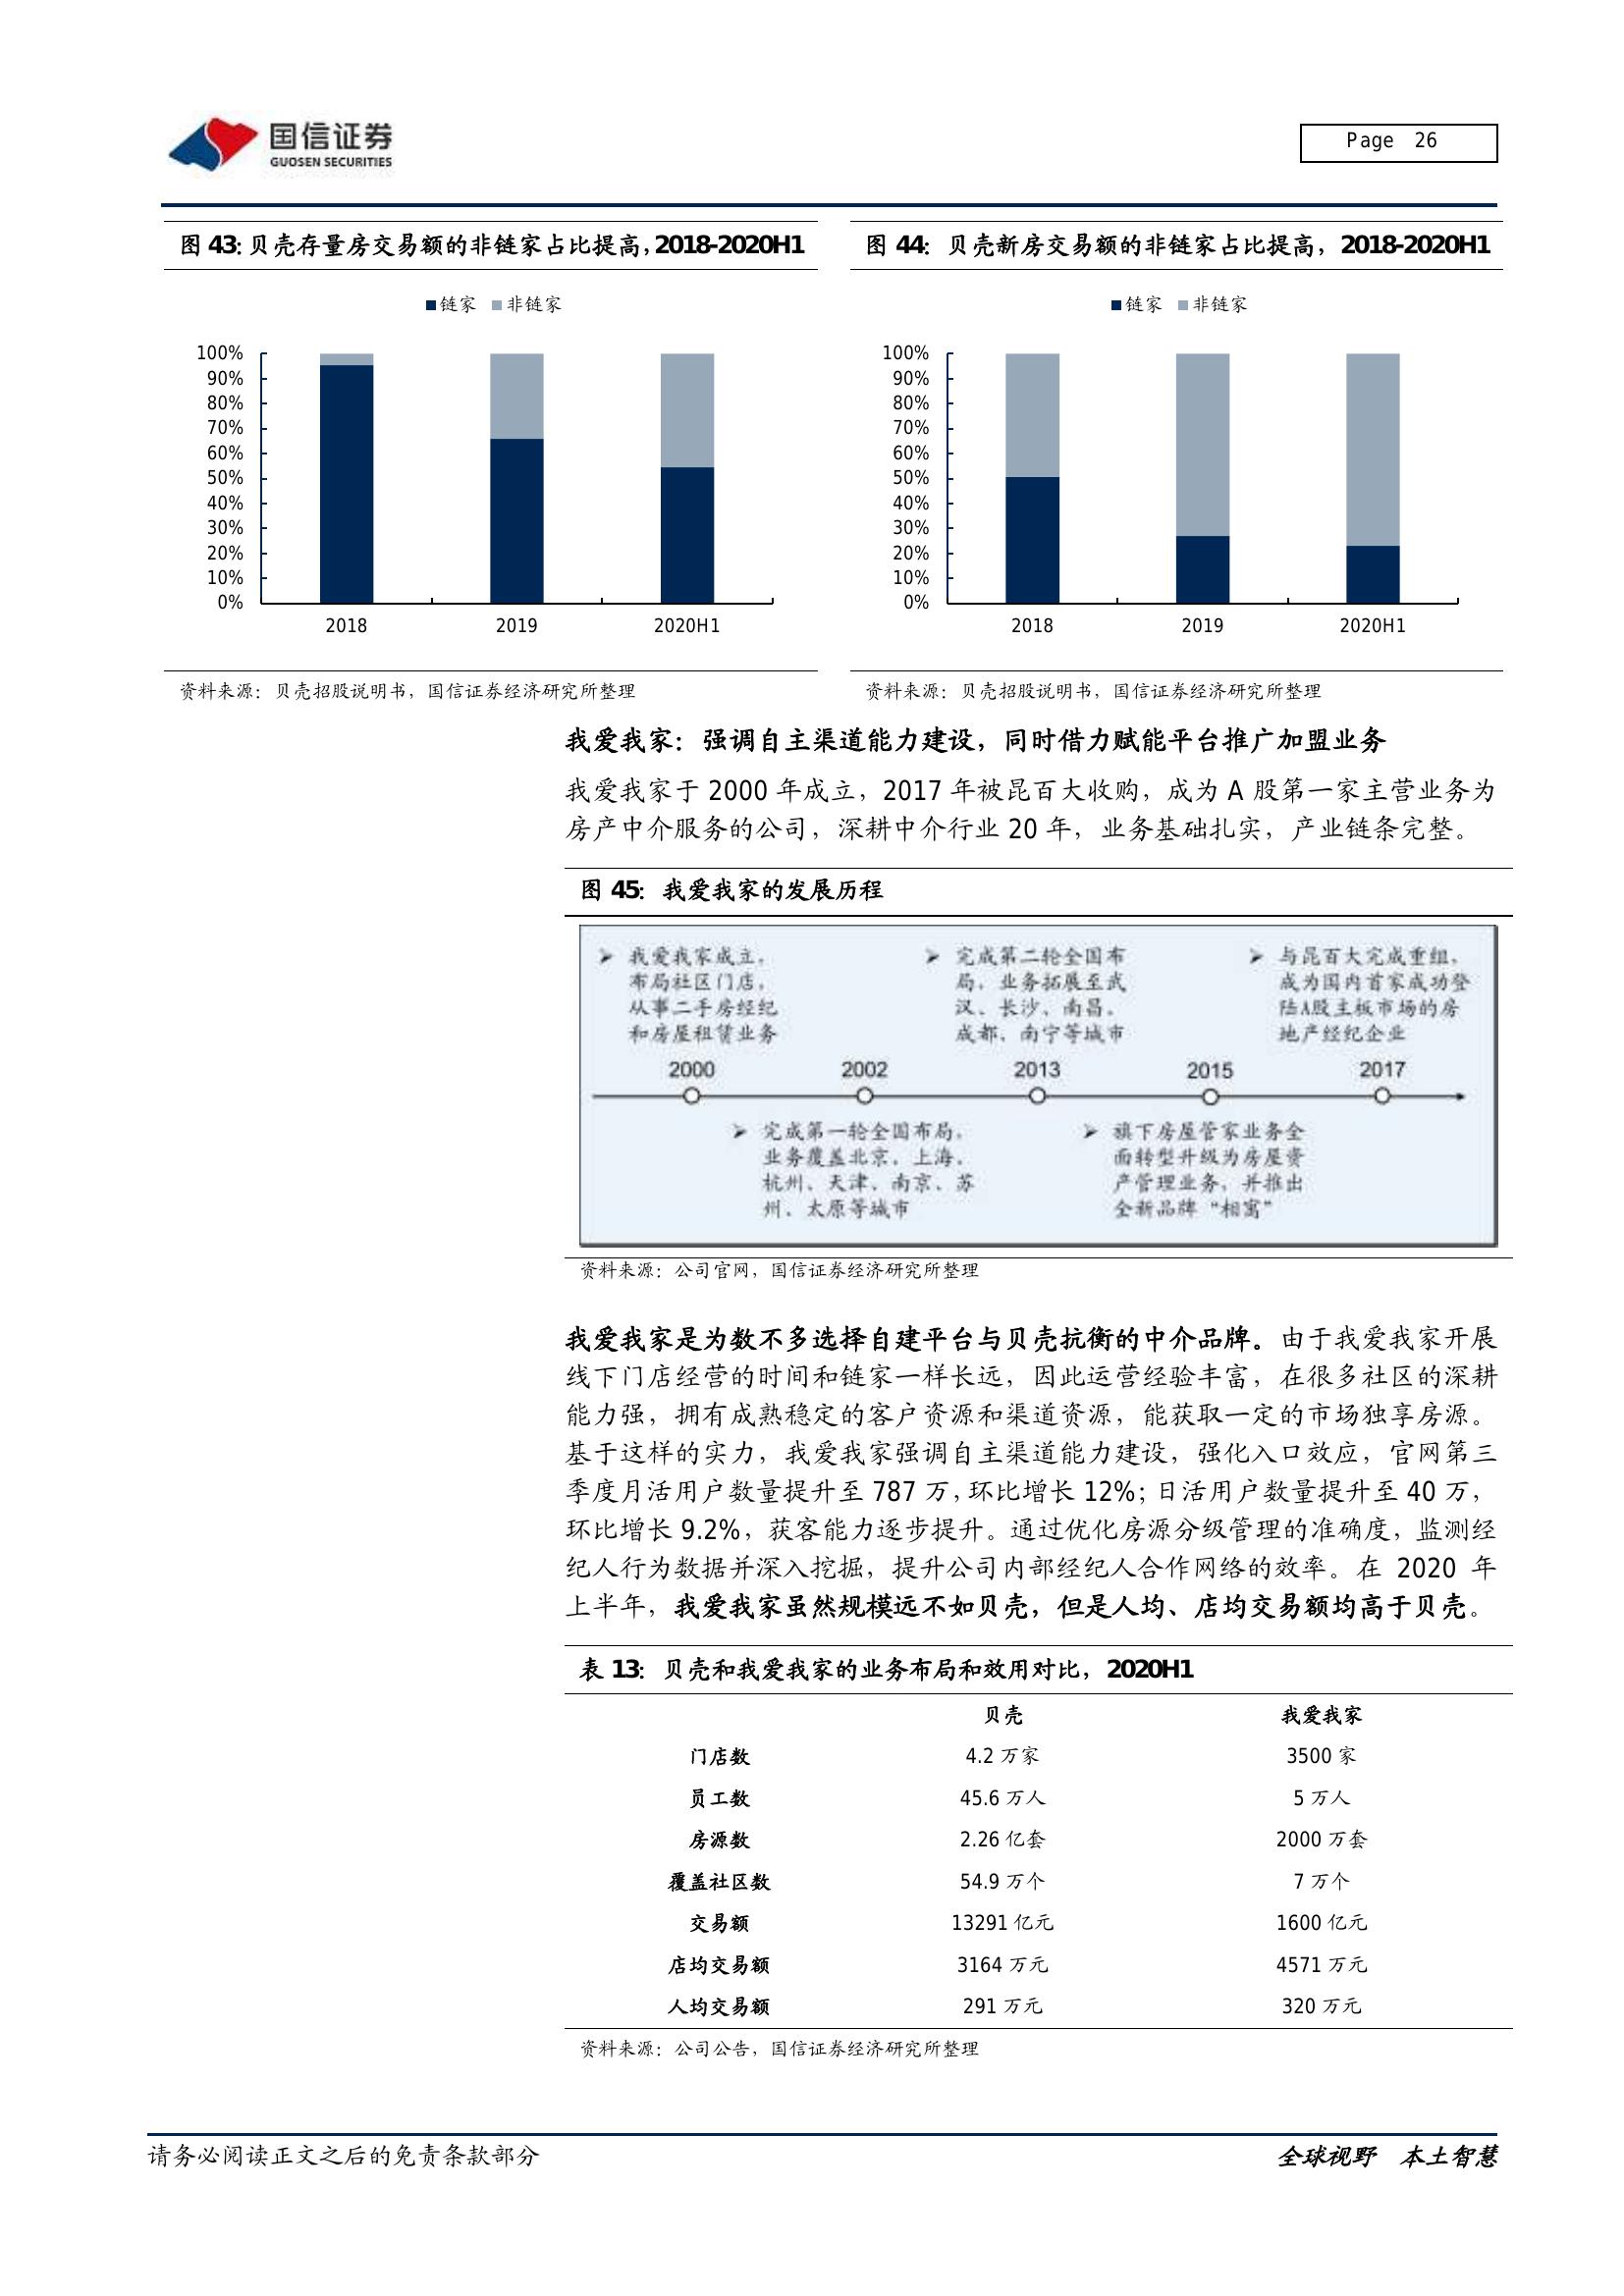 国信证券
GUOSEN SECURITIES
Page 26
图 43: 贝壳存量房交易额的非链家占比提高，2018-2020H1
链家 非链家
100%
90%
80%
70%
60%
50%
40%
30%
20%
10%
0%
2018 2019 2020H1
资料来源：贝壳招股说明书，国信证券经济研究所整理
图 44: 贝壳新房交易额的非链家占比提高，2018-2020H1
链家 非链家
100%
90%
80%
70%
60%
50%
40%
30%
20%
10%
0%
2018 2019 2020H1
资料来源：贝壳招股说明书，国信证券经济研究所整理
我爱我家：强调自主渠道能力建设，同时借力赋能平台推广加盟业务
我爱我家于 2000 年成立，2017 年被昆百大收购，成为 A 股第一家主营业务为
房产中介服务的公司，深耕中介行业 20 年，业务基础扎实，产业链条完整。
图 45: 我爱我家的发展历程
➢ 我爱我家成立，
布局社区门店，
从事二手房经纪
和房屋租赁业务
➢ 完成第二轮全国布
局，业务拓展至武
汉、长沙、南昌、
成都、南宁等城市
➢ 与昆百大完成重组，
成为国内首家成功登
陆A股主板市场的房
地产经纪企业
2000 2002 2013 2015 2017
➢ 完成第一轮全国布局，
业务覆盖北京、上海、
杭州、天津、南京、苏
州、太原等城市
➢ 旗下房屋管家业务全
面转型升级为房屋资
产管理业务，并推出
全新品牌“相寓”
资料来源：公司官网，国信证券经济研究所整理
我爱我家是为数不多选择自建平台与贝壳抗衡的中介品牌。由于我爱我家开展
线下门店经营的时间和链家一样长远，因此运营经验丰富，在很多社区的深耕
能力强，拥有成熟稳定的客户资源和渠道资源，能获取一定的市场独享房源。
基于这样的实力，我爱我家强调自主渠道能力建设，强化入口效应，官网第三
季度月活用户数量提升至 787 万，环比增长 12%；日活用户数量提升至 40 万，
环比增长 9.2%，获客能力逐步提升。通过优化房源分级管理的准确度，监测经
纪人行为数据并深入挖掘，提升公司内部经纪人合作网络的效率。在 2020 年
上半年，我爱我家虽然规模远不如贝壳，但是人均、店均交易额均高于贝壳。
表 13: 贝壳和我爱我家的业务布局和效用对比，2020H1
贝壳 我爱我家
门店数 4.2 万家 3500 家
员工数 45.6 万人 5 万人
房源数 2.26 亿套 2000 万套
覆盖社区数 54.9 万个 7 万个
交易额 13291 亿元 1600 亿元
店均交易额 3164 万元 4571 万元
人均交易额 291 万元 320 万元
资料来源：公司公告，国信证券经济研究所整理
请务必阅读正文之后的免责条款部分
全球视野 本土智慧